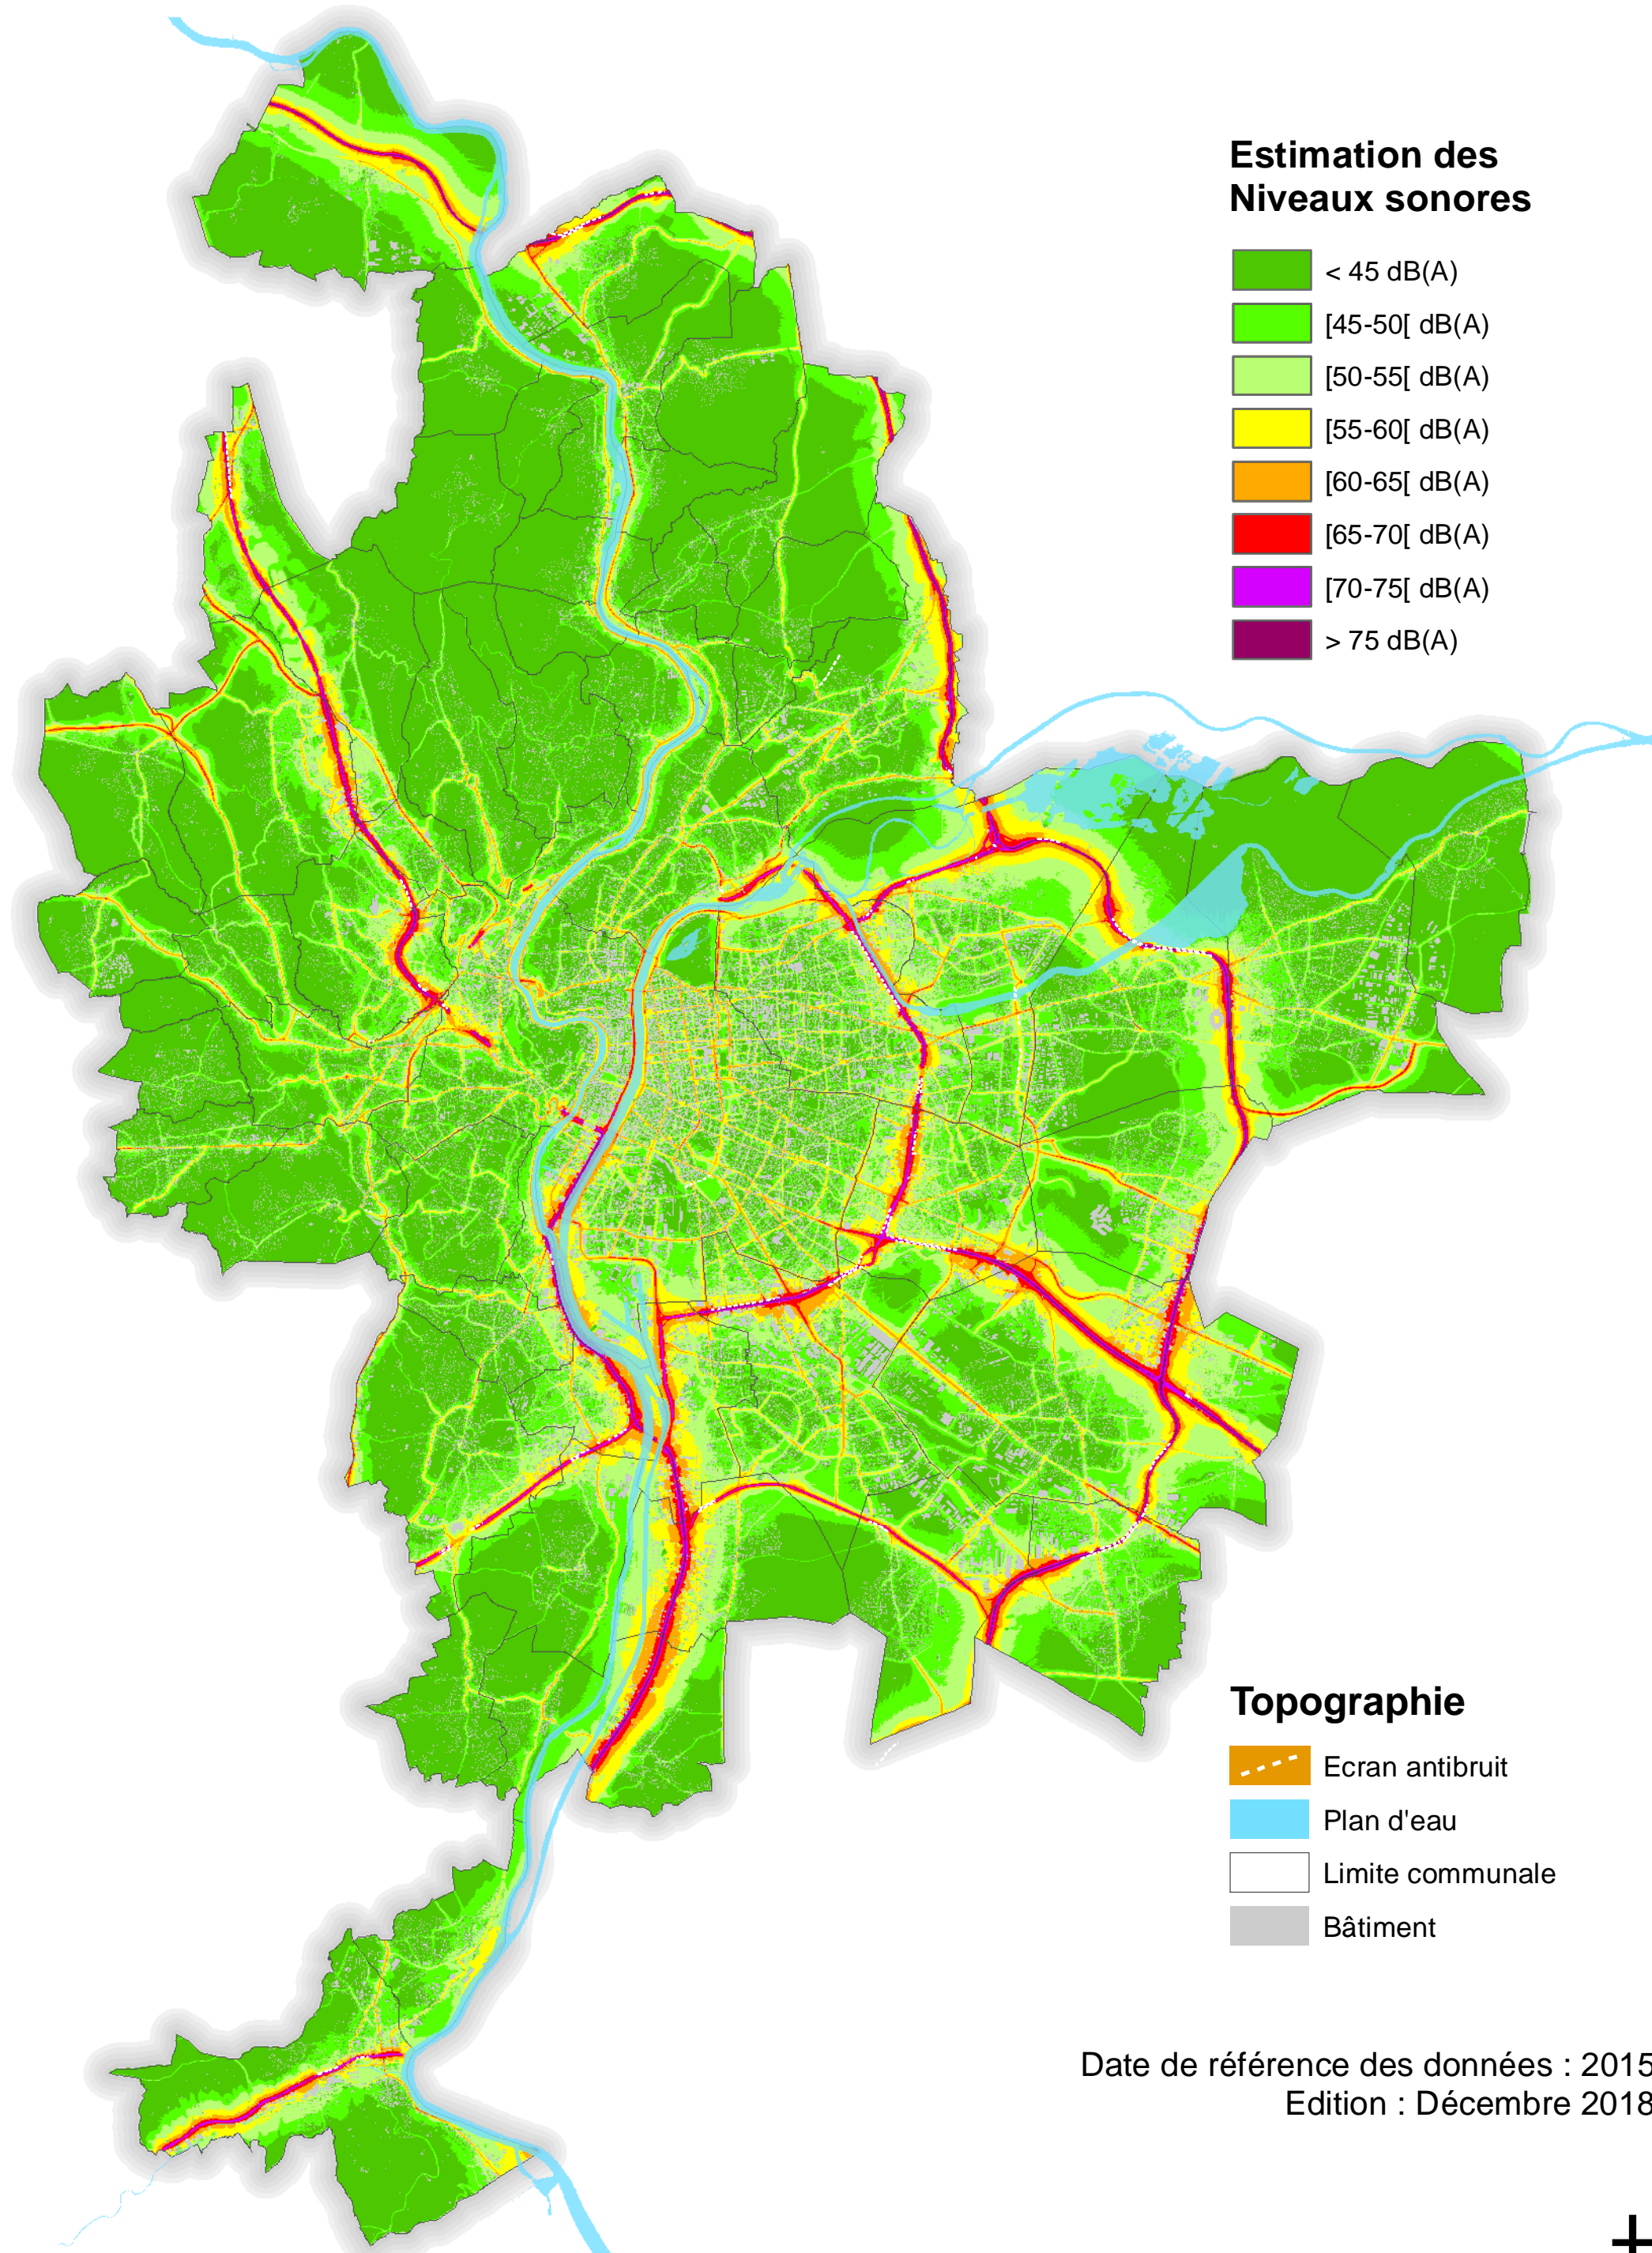 Estimation des
Niveaux sonores
< 45 dB(A)
[45-50[ dB(A)
[50-55[ dB(A)
[55-60[ dB(A)
[60-65[ dB(A)
[65-70[ dB(A)
[70-75[ dB(A)
> 75 dB(A)
Topographie
Ecran antibruit
Plan d'eau
Limite communale
Bâtiment
Date de référence des données : 2015
Edition : Décembre 2018